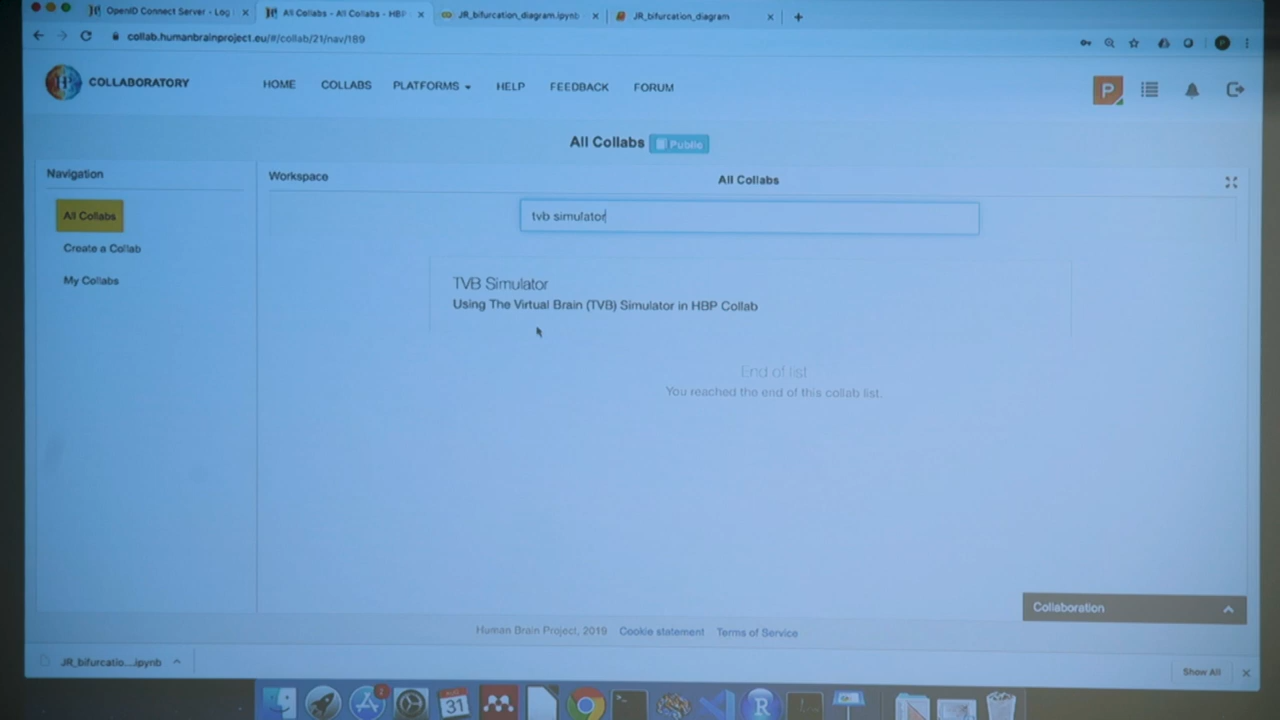 OpenID Connect Server - Log
All Collabs - All Collabs - HBP
JR_bifurcation_diagram.ipynb
JR_bifurcation_diagram
collab.humanbrainproject.eu/#/collab/21/nav/189
COLLABORATORY
HOME
COLLABS
PLATFORMS
HELP
FEEDBACK
FORUM
P
All Collabs
Public
Navigation
Workspace
All Collabs
All Collabs
Create a Collab
My Collabs
tvb simulator
TVB Simulator
Using The Virtual Brain (TVB) Simulator in HBP Collab
End of list
You reached the end of this collab list.
Collaboration
Human Brain Project, 2019
Cookie statement
Terms of Service
JR_bifurcatio...ipynb
Show All
31
R